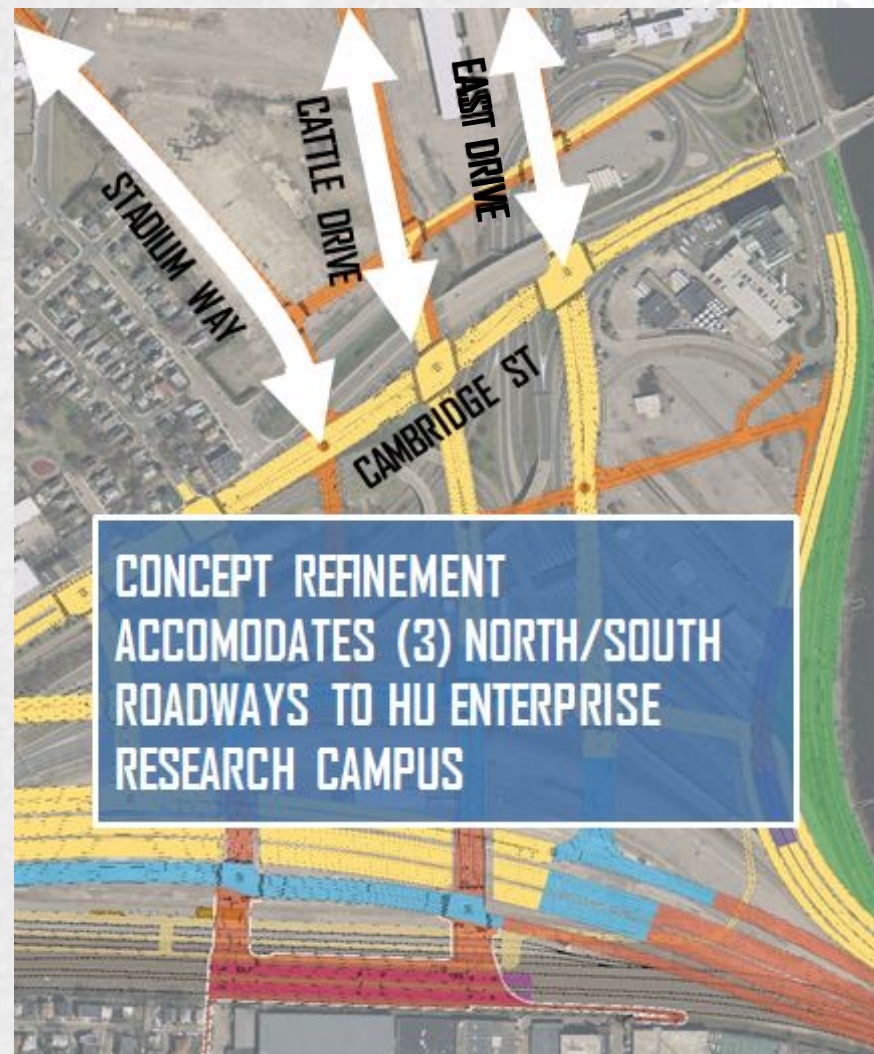 STADIUM WAY
CATTLE DRIVE
EAST DRIVE
CAMBRIDGE ST
CONCEPT REFINEMENT
ACCOMODATES (3) NORTH/SOUTH
ROADWAYS TO HU ENTERPRISE
RESEARCH CAMPUS